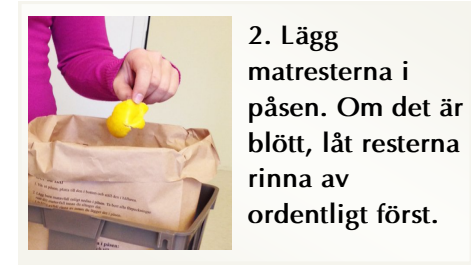 2. Lägg
matresterna i
påsen. Om det är
blött, låt resterna
rinna av
ordentligt först.